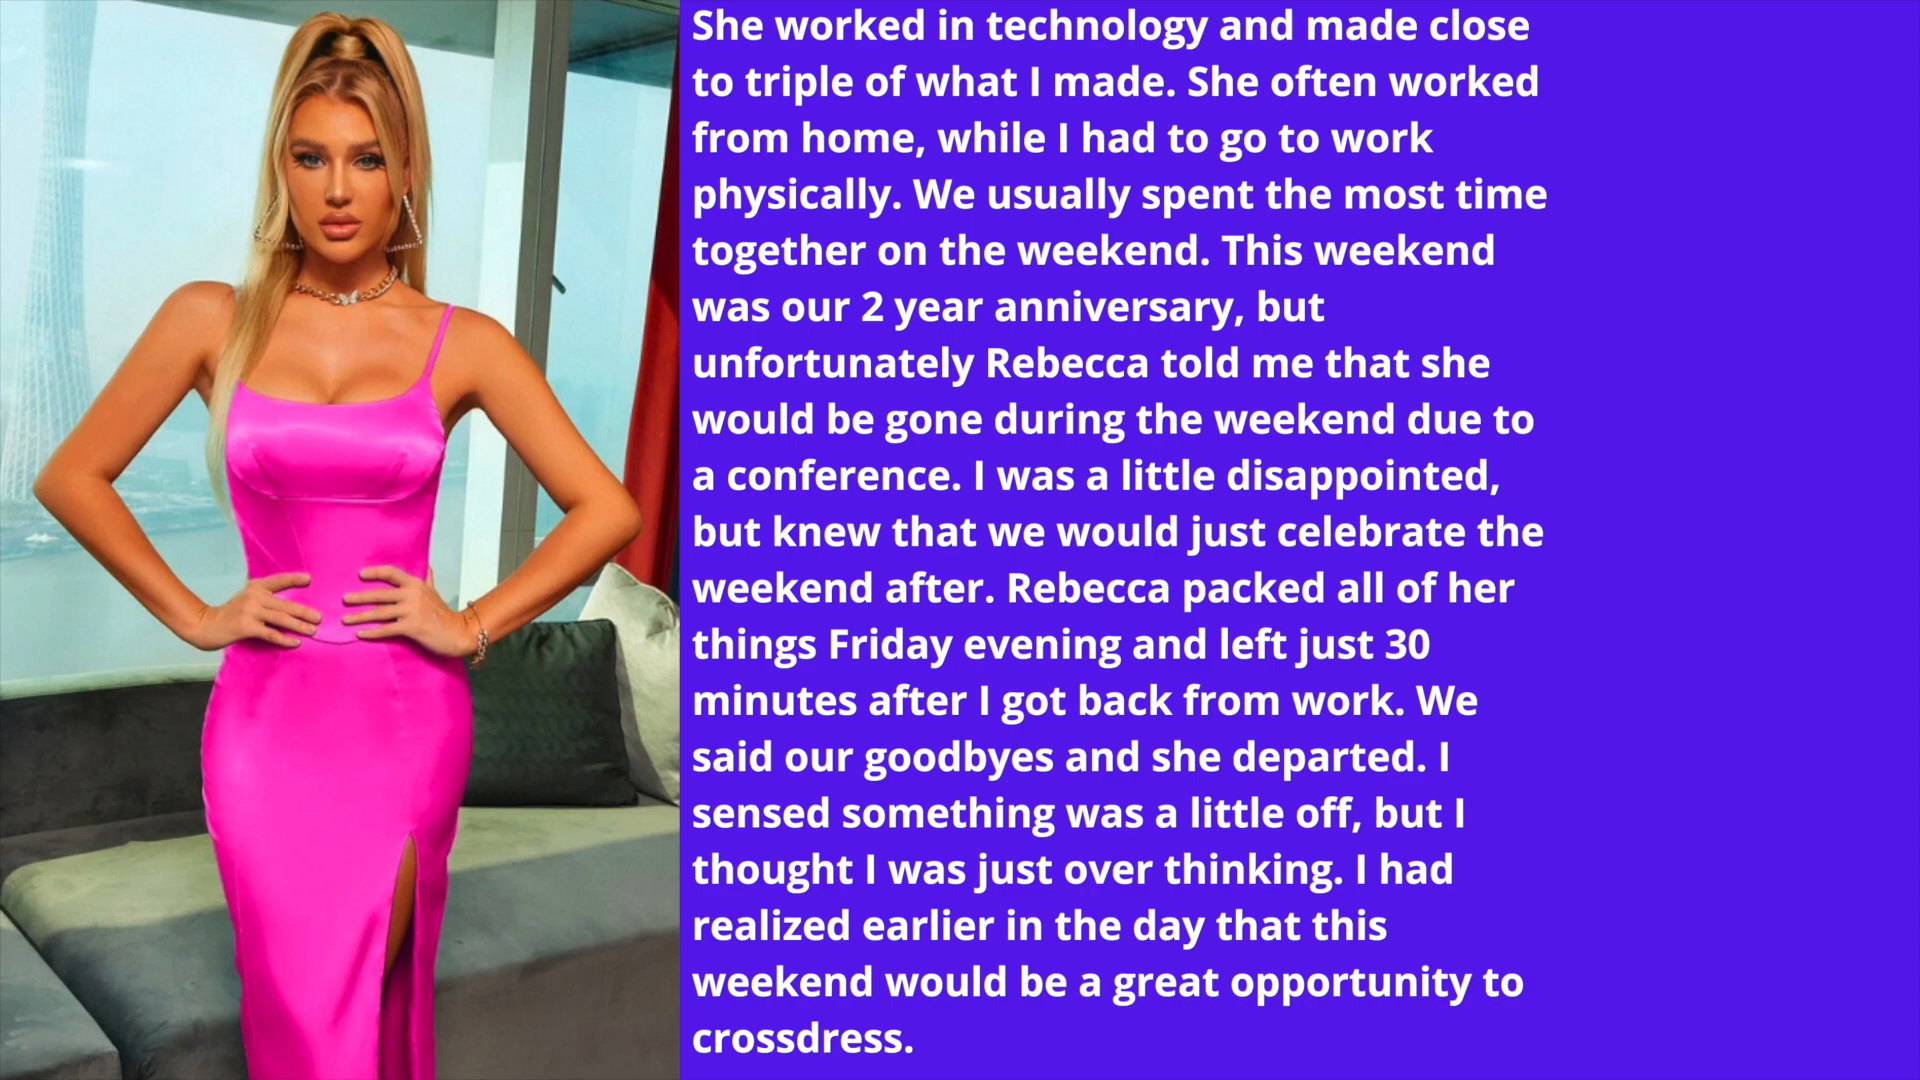 She worked in technology and made close
to triple of what I made. She often worked
from home, while I had to go to work
physically. We usually spent the most time
together on the weekend. This weekend
was our 2 year anniversary, but
unfortunately Rebecca told me that she
would be gone during the weekend due to
a conference. I was a little disappointed,
but knew that we would just celebrate the
weekend after. Rebecca packed all of her
things Friday evening and left just 30
minutes after I got back from work. We
said our goodbyes and she departed. I
sensed something was a little off, but I
thought I was just over thinking. I had
realized earlier in the day that this
weekend would be a great opportunity to
crossdress.